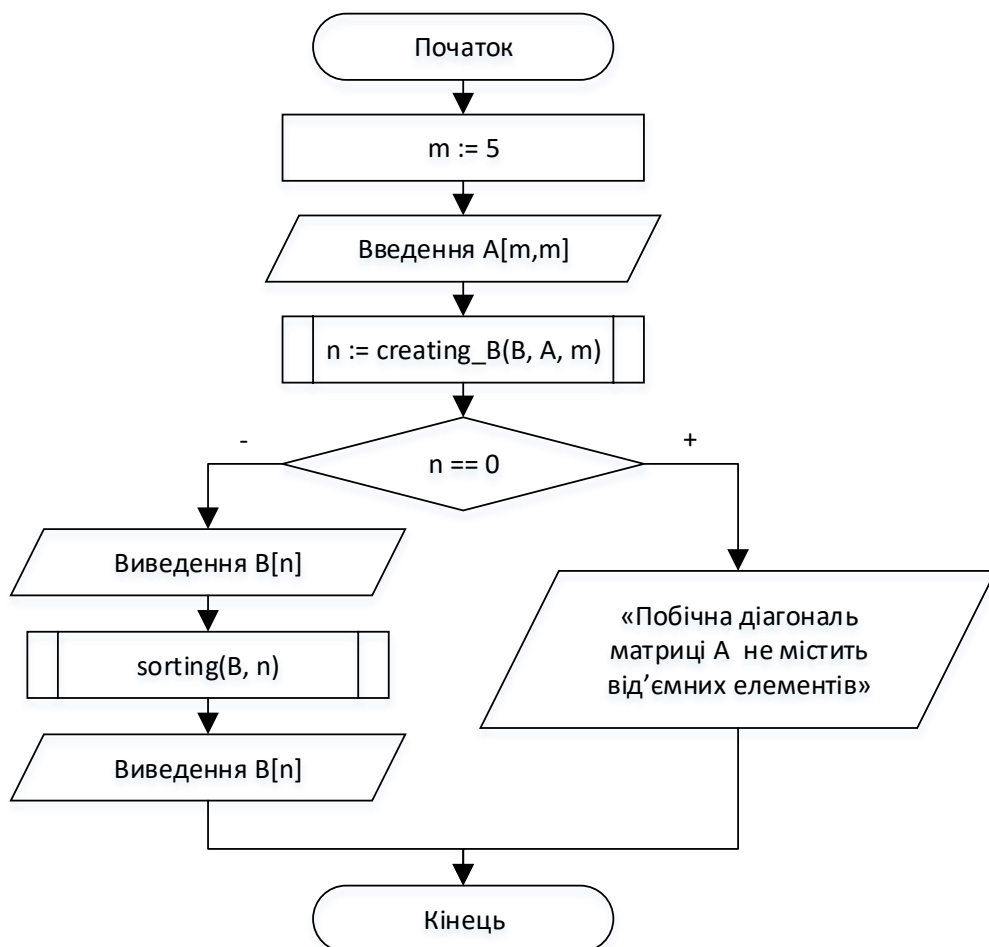 Початок
m := 5
Введення A[m,m]
n := creating_B(B, A, m)
-
+
n == 0
Виведення B[n]
sorting(B, n)
Виведення B[n]
«Побічна діагональ
матриці A не містить
від’ємних елементів»
Кінець